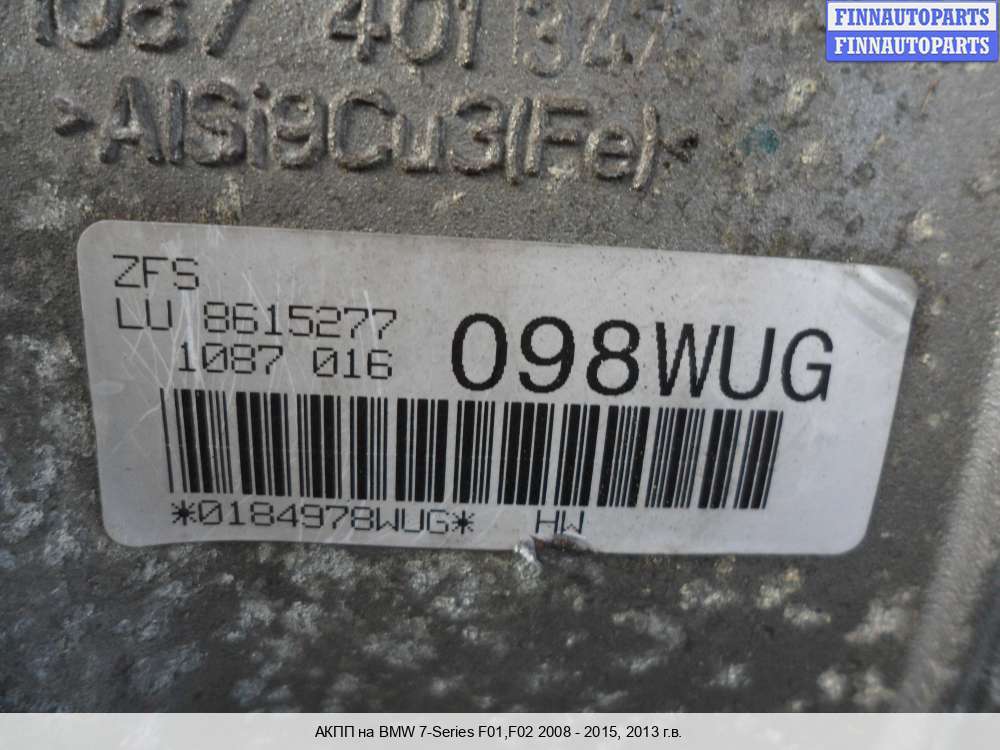 FINNAUTOPARTS
FINNAUTOPARTS
1087 401 347
>AlSi9Cu3(Fe)<
ZFS
LU 8615277
1087 016
098WUG
*0184978WUG* HW
АКПП на BMW 7-Series F01,F02 2008 - 2015, 2013 г.в.